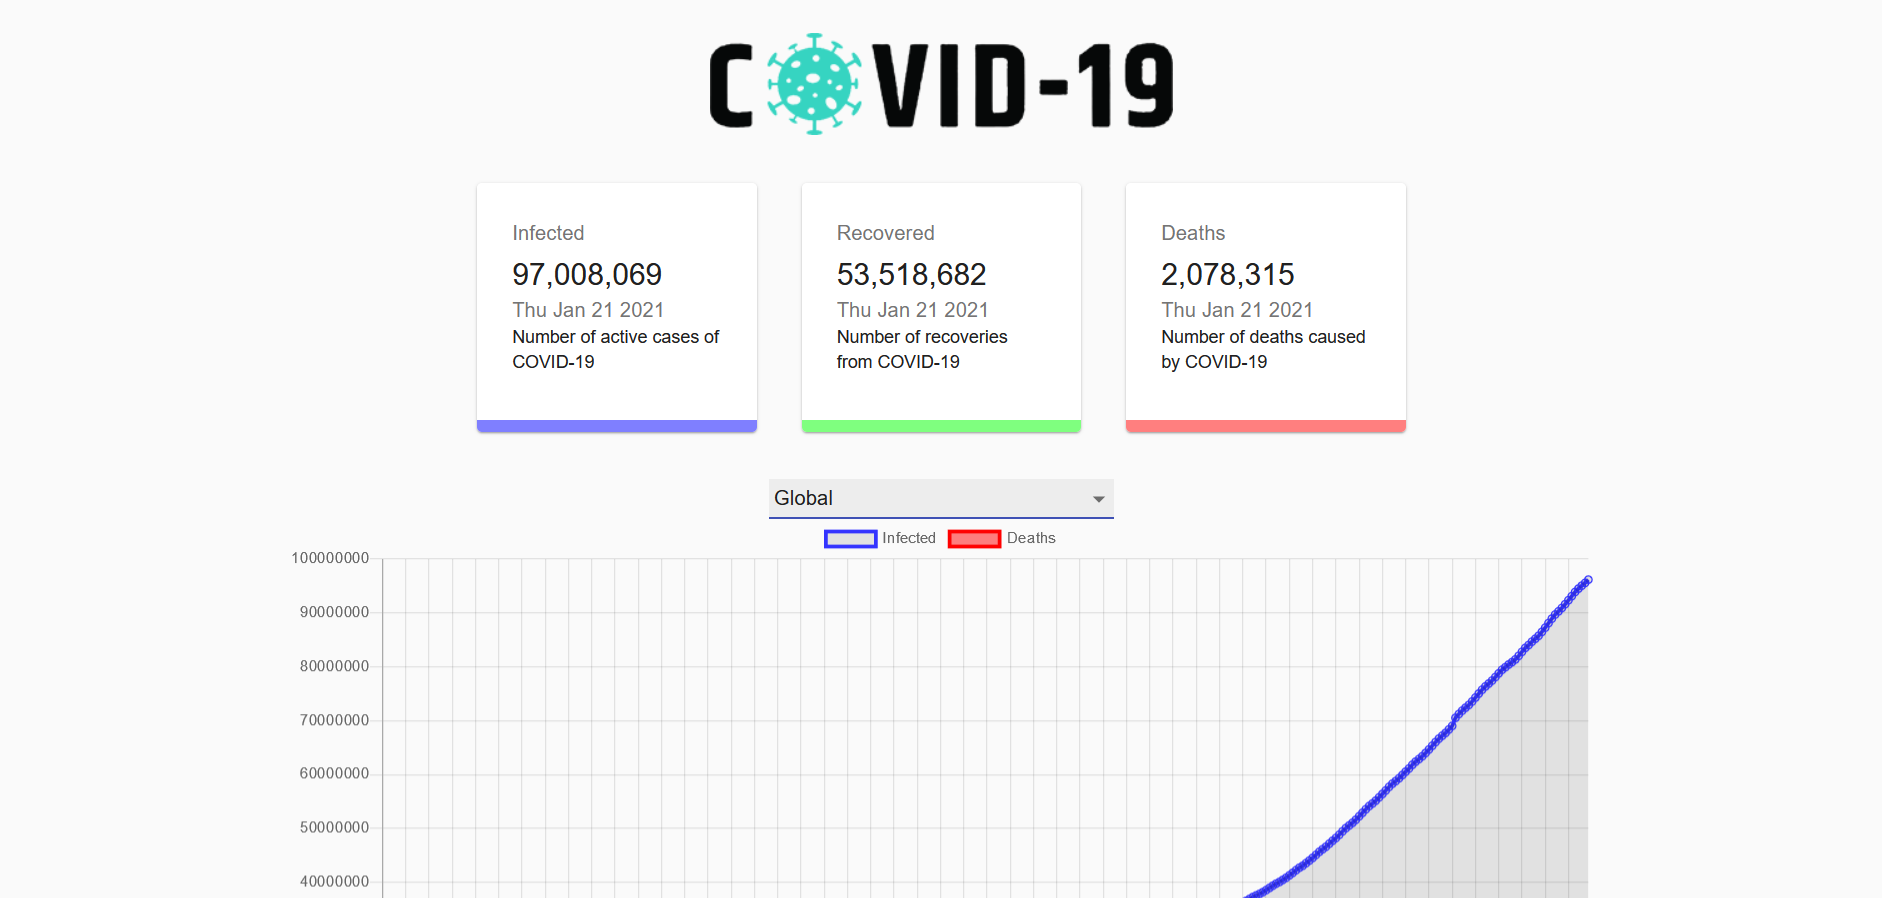 COVID-19
Infected
97,008,069
Thu Jan 21 2021
Number of active cases of
COVID-19
Recovered
53,518,682
Thu Jan 21 2021
Number of recoveries
from COVID-19
Deaths
2,078,315
Thu Jan 21 2021
Number of deaths caused
by COVID-19
Global
Infected Deaths
100000000
90000000
80000000
70000000
60000000
50000000
40000000